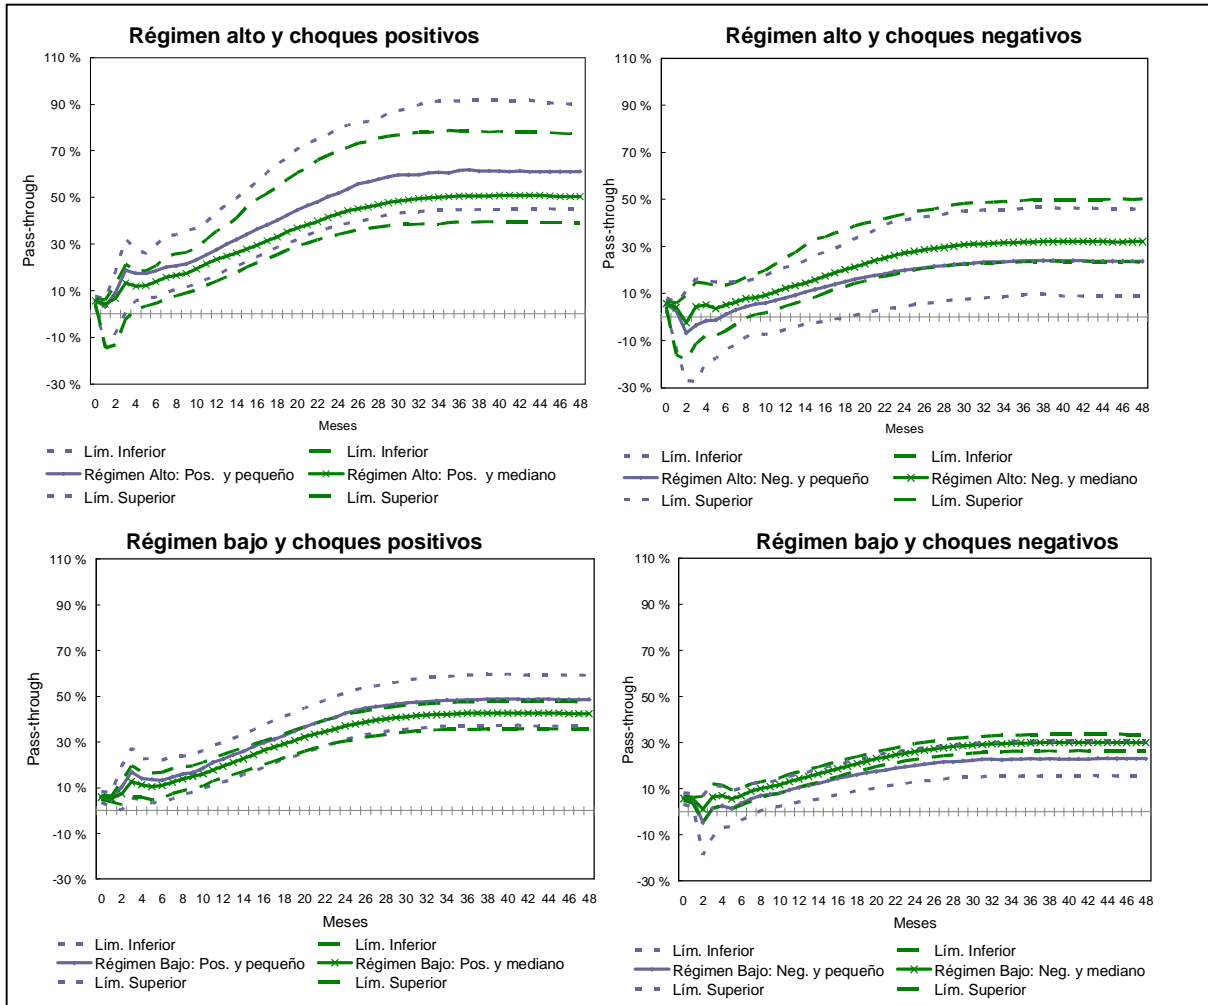 Régimen alto y choques positivos
110 %
90 %
70 %
50 %
30 %
10 %
-10 %
-30 %
Pass-through
0 2 4 6 8 10 12 14 16 18 20 22 24 26 28 30 32 34 36 38 40 42 44 46 48
Meses
Lím. Inferior
Lím. Inferior
Régimen Alto: Pos. y pequeño
Régimen Alto: Pos. y mediano
Lím. Superior
Lím. Superior
Régimen alto y choques negativos
110 %
90 %
70 %
50 %
30 %
10 %
-10 %
-30 %
Pass-through
0 2 4 6 8 10 12 14 16 18 20 22 24 26 28 30 32 34 36 38 40 42 44 46 48
Meses
Lím. Inferior
Lím. Inferior
Régimen Alto: Neg. y pequeño
Régimen Alto: Neg. y mediano
Lím. Superior
Lím. Superior
Régimen bajo y choques positivos
110 %
90 %
70 %
50 %
30 %
10 %
-10 %
-30 %
Pass-through
0 2 4 6 8 10 12 14 16 18 20 22 24 26 28 30 32 34 36 38 40 42 44 46 48
Meses
Lim. Inferior
Lím. Inferior
Régimen Bajo: Pos. y pequeño
Régimen Bajo: Pos. y mediano
Lím. Superior
Lím. Superior
Régimen bajo y choques negativos
110 %
90 %
70 %
50 %
30 %
10 %
-10 %
-30 %
Pass-through
0 2 4 6 8 10 12 14 16 18 20 22 24 26 28 30 32 34 36 38 40 42 44 46 48
Meses
Lím. Inferior
Lím. Inferior
Régimen Bajo: Neg. y pequeño
Régimen Bajo: Neg. y mediano
Lím. Superior
Lím. Superior